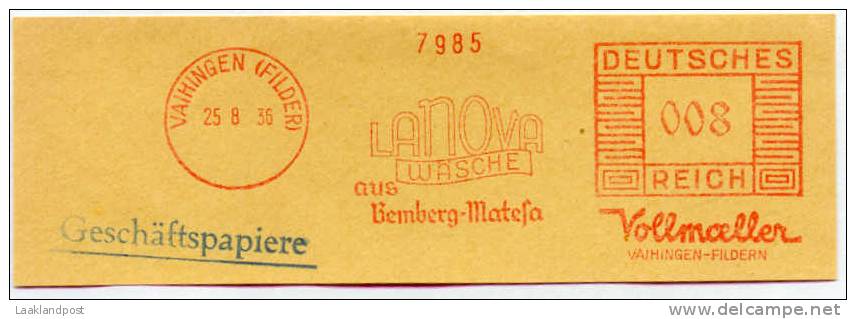 7985
VAIHINGEN (FILDER)
25 8 36
LANOVA
WÄSCHE
aus
Bemberg-Matesa
DEUTSCHES
008
REICH
Vollmoeller
VAIHINGEN-FILDERN
Geschäftspapiere
Laaklandpost
delcampe.net